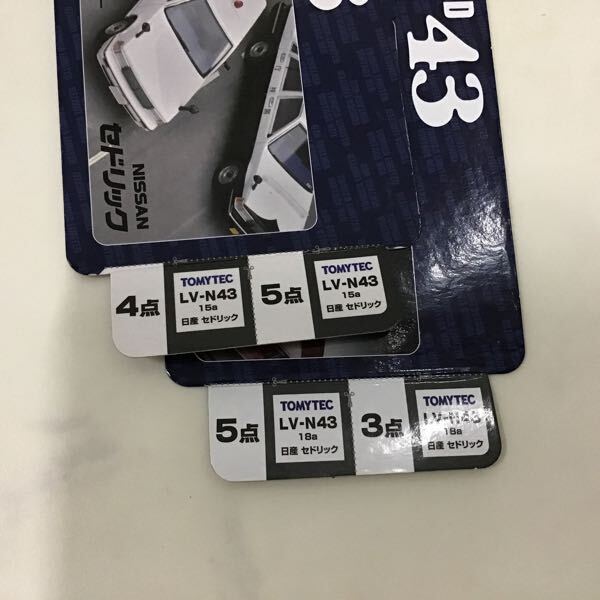 43
NISSAN
セドリック
4点
TOMYTEC
LV-N43
15a
日産 セドリック
5点
TOMYTEC
LV-N43
15a
日産 セドリック
5点
TOMYTEC
LV-N43
18a
日産 セドリック
3点
TOMYTEC
LV-N43
18a
日産 セドリック